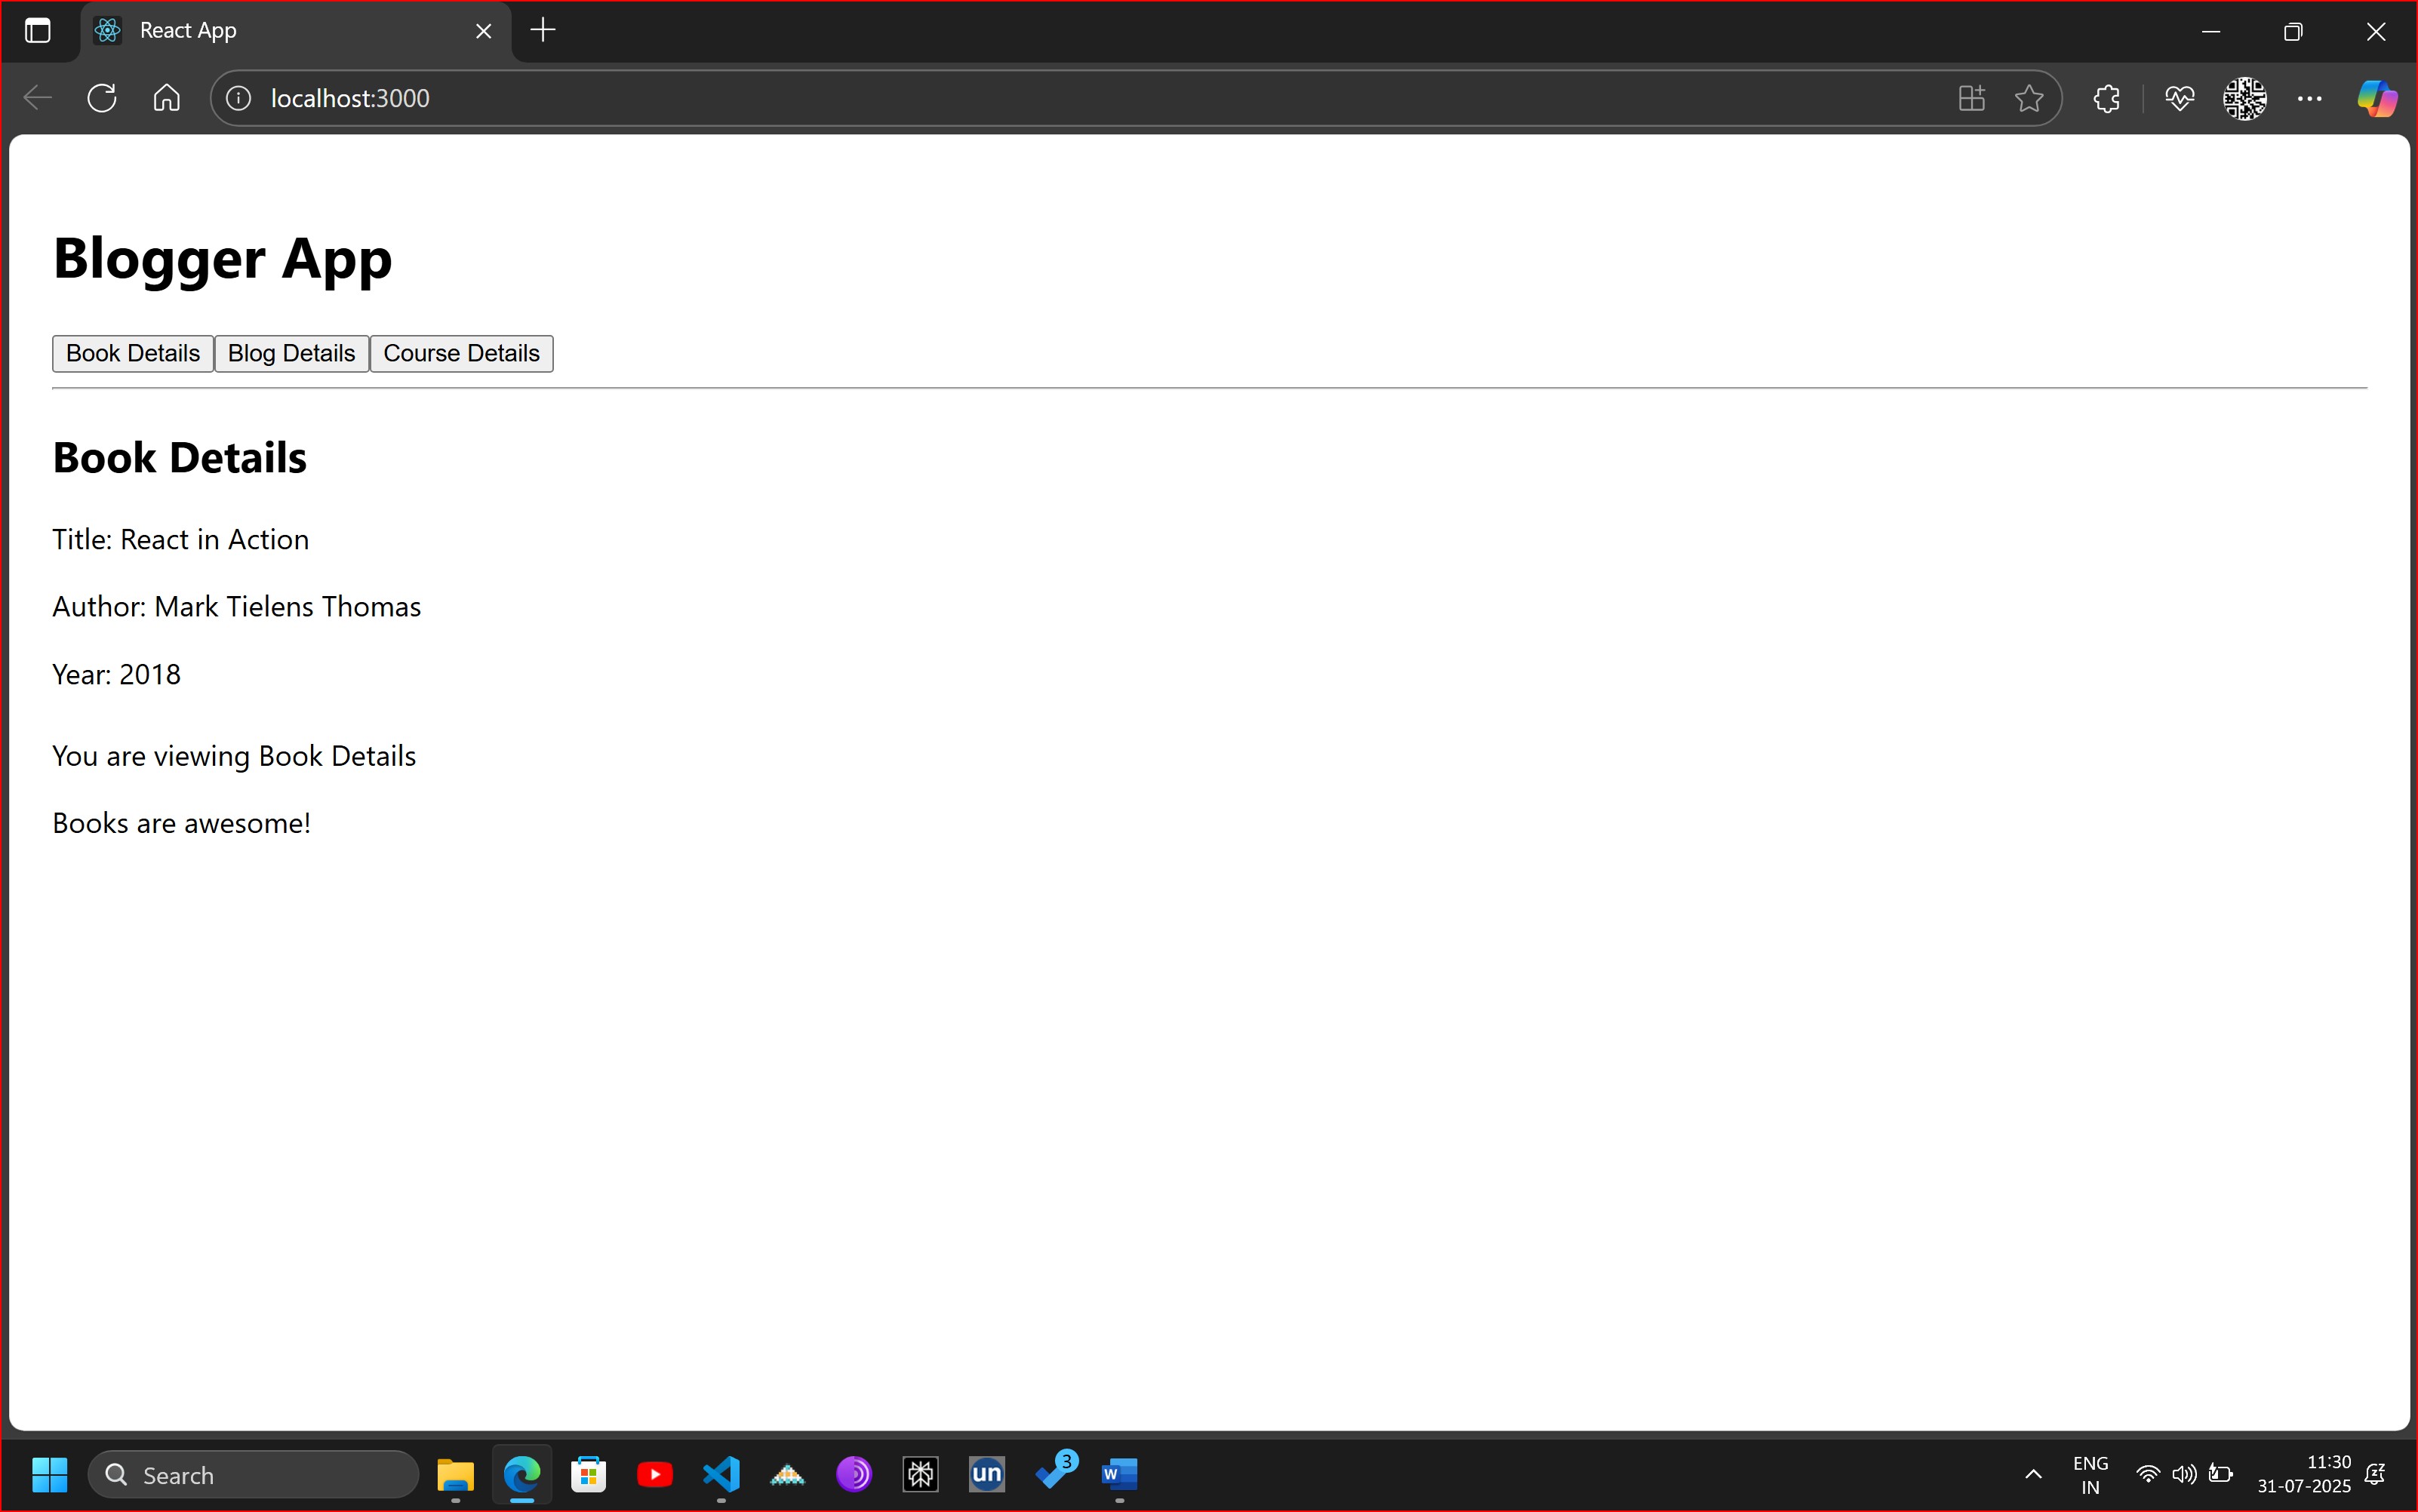 React App
localhost:3000
Blogger App
Book Details Blog Details Course Details
Book Details
Title: React in Action
Author: Mark Tielens Thomas
Year: 2018
You are viewing Book Details
Books are awesome!
Search
un
3
W
ENG
IN
11:30
31-07-2025